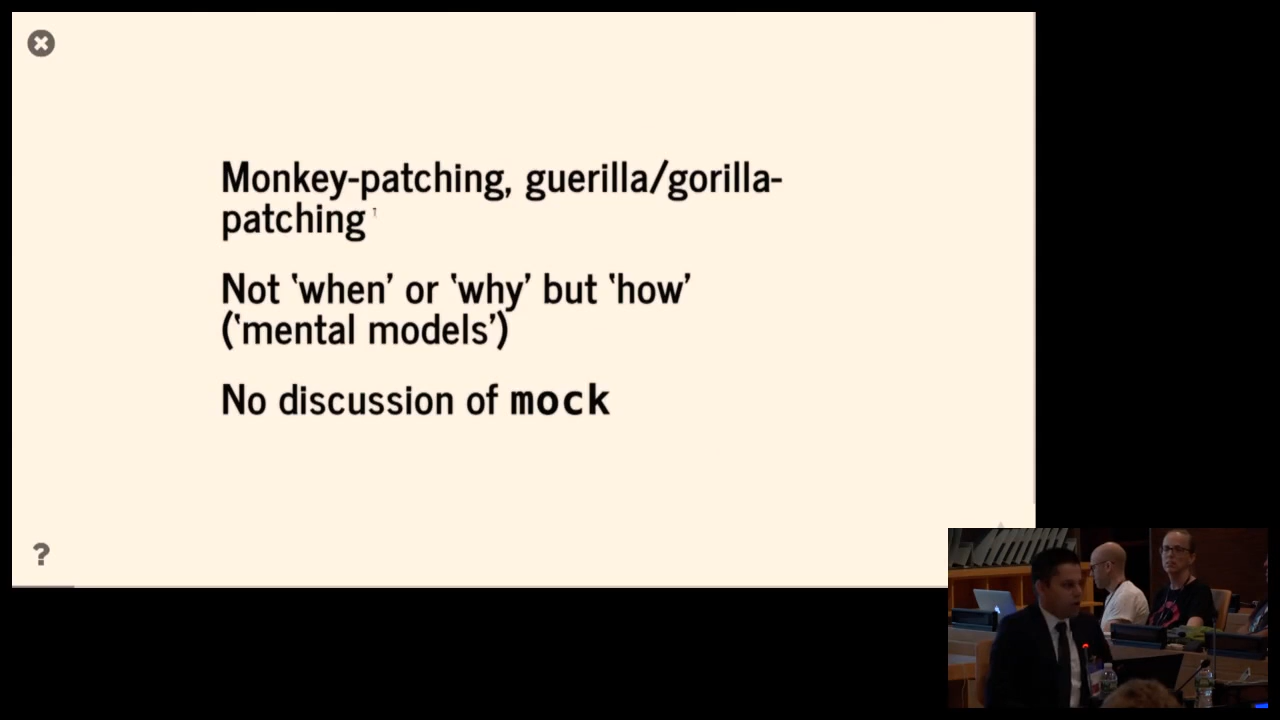 Monkey-patching, guerilla/gorilla-
patching
Not ‘when’ or ‘why’ but ‘how’
(‘mental models’)
No discussion of mock
?